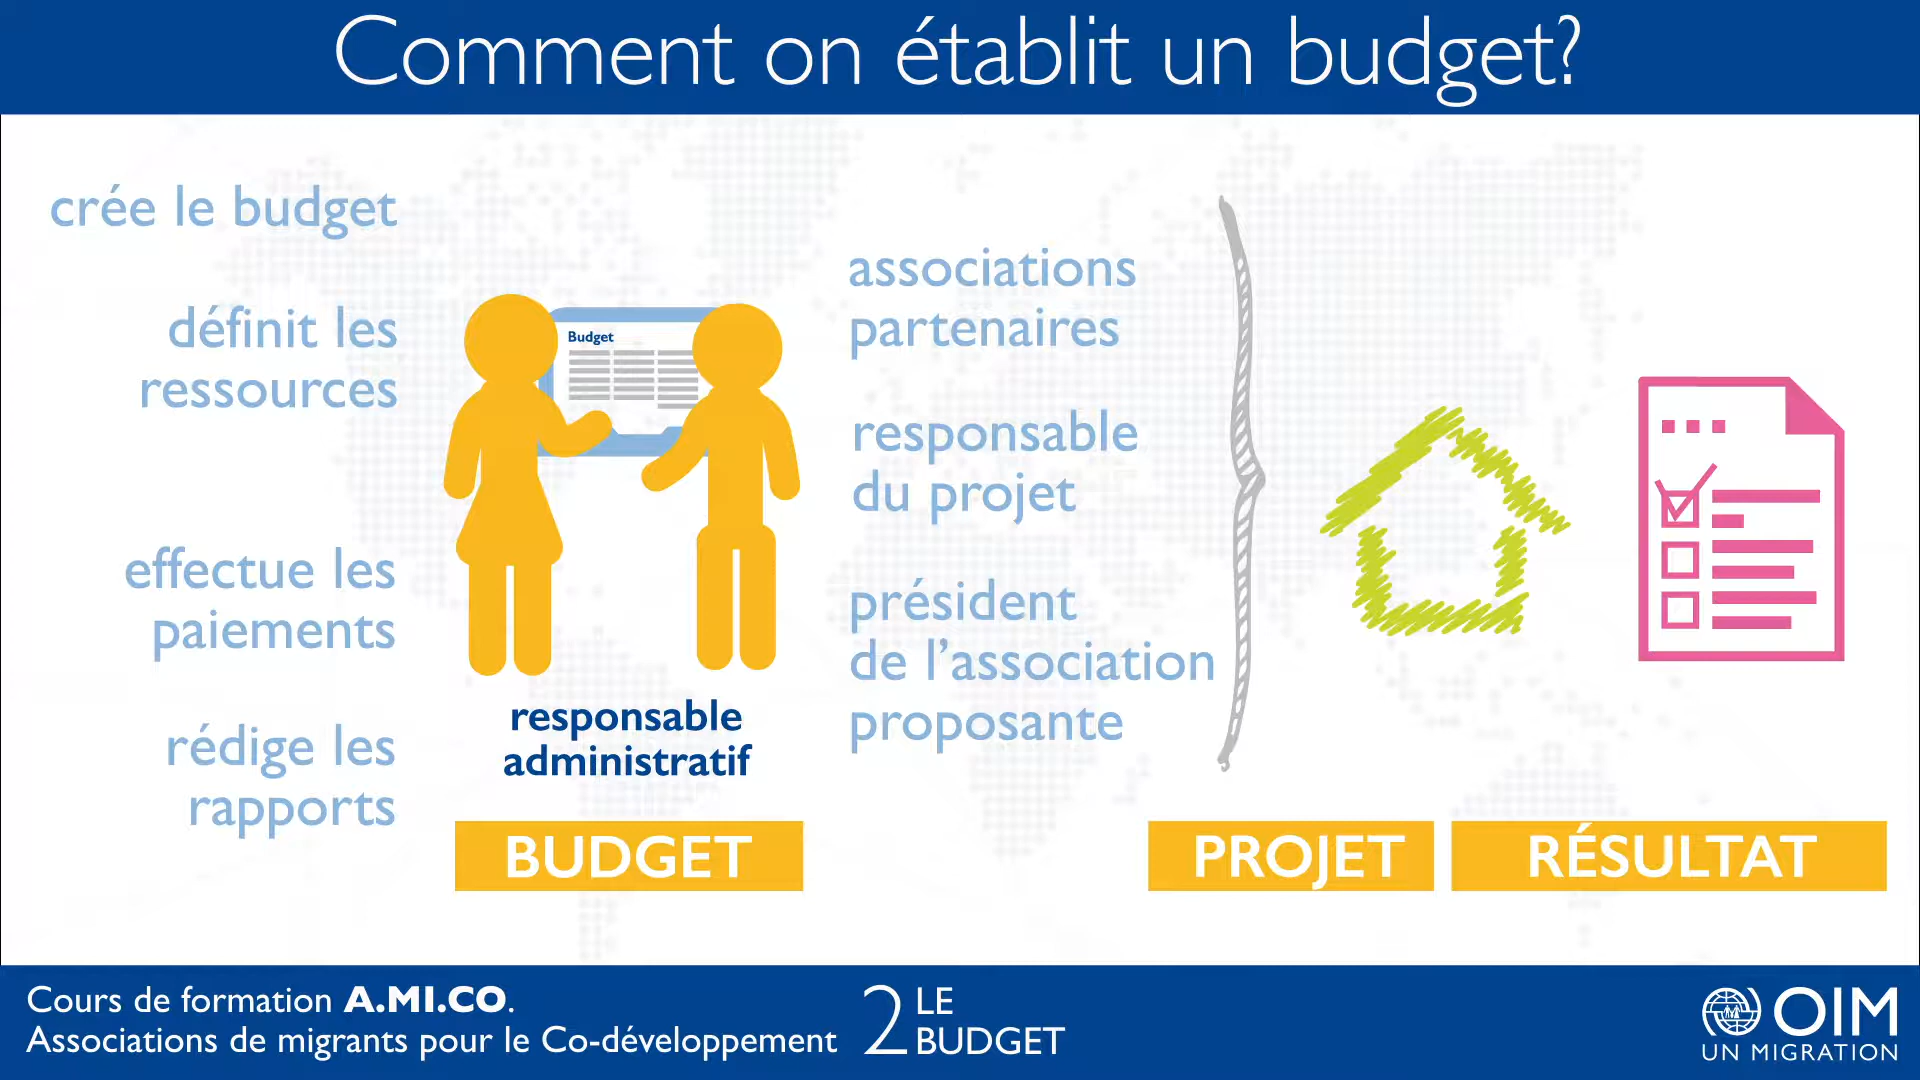 Comment on établit un budget?
crée le budget
définit les
ressources
effectue les
paiements
rédige les
rapports
Budget
responsable
administratif
BUDGET
associations
partenaires
responsable
du projet
président
de l’association
proposante
PROJET
RÉSULTAT
Cours de formation A.MI.CO.
Associations de migrants pour le Co-développement
2 LE
BUDGET
OIM
UN MIGRATION